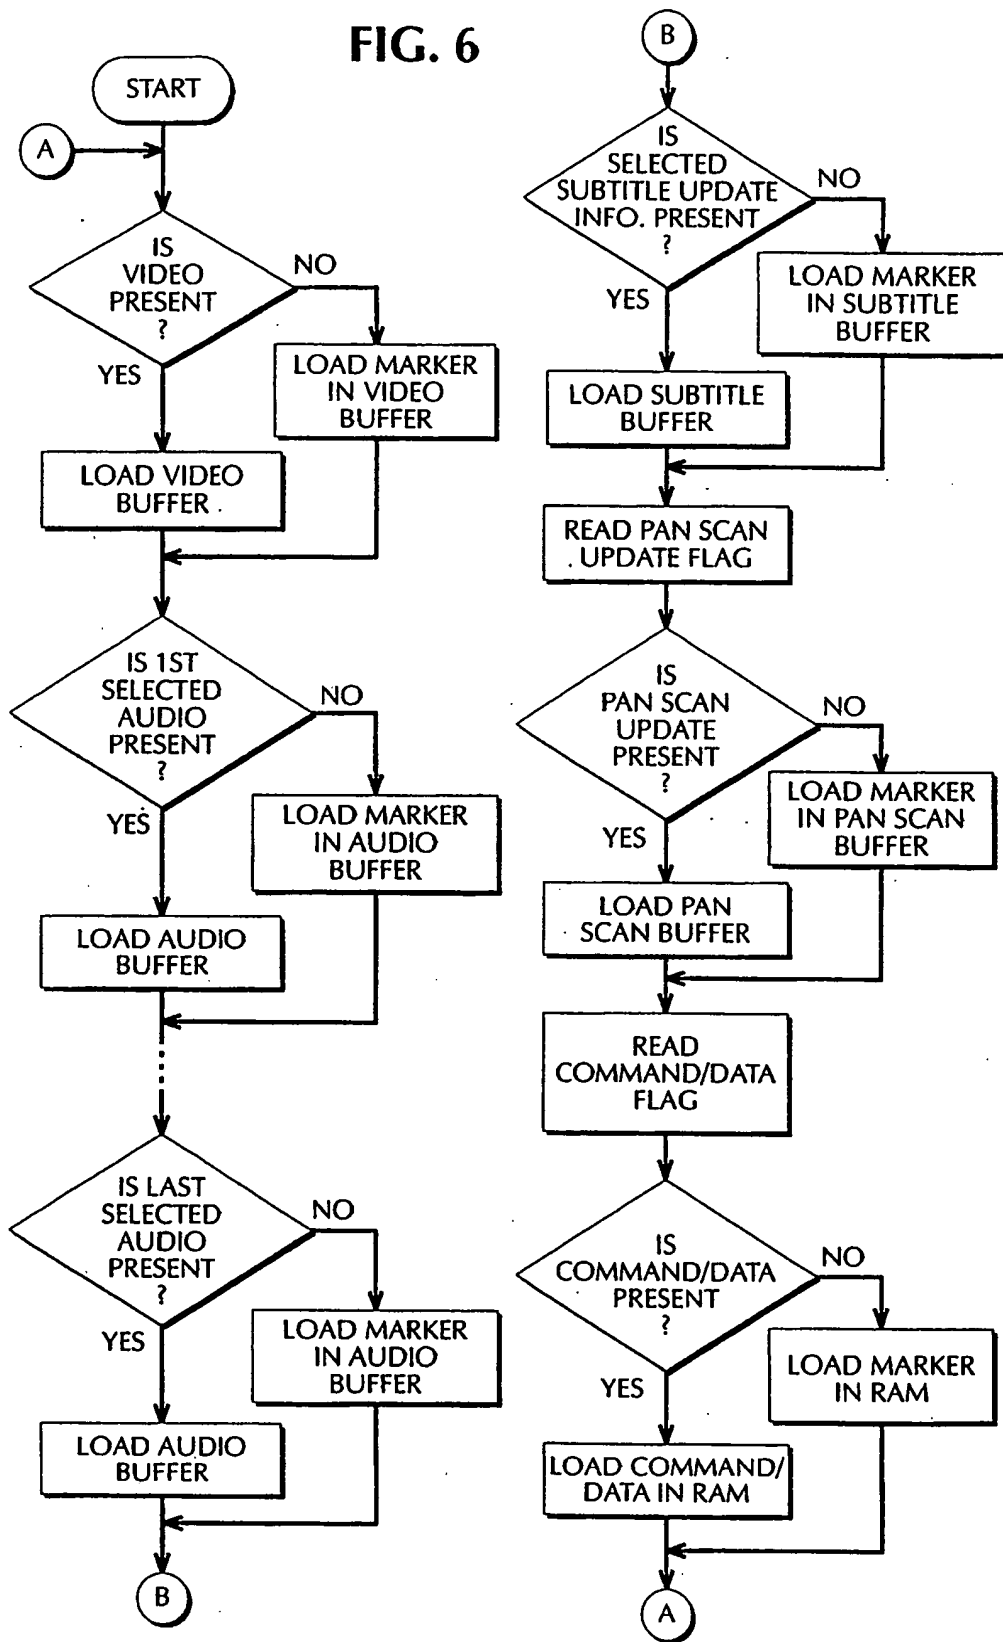 FIG. 6
START
A
IS
VIDEO
PRESENT
?
NO
YES
LOAD MARKER
IN VIDEO
BUFFER
LOAD VIDEO
BUFFER
IS 1ST
SELECTED
AUDIO
PRESENT
?
NO
YES
LOAD MARKER
IN AUDIO
BUFFER
LOAD AUDIO
BUFFER
IS LAST
SELECTED
AUDIO
PRESENT
?
NO
YES
LOAD MARKER
IN AUDIO
BUFFER
LOAD AUDIO
BUFFER
B
B
IS
SELECTED
SUBTITLE UPDATE
INFO. PRESENT
?
NO
YES
LOAD MARKER
IN SUBTITLE
BUFFER
LOAD SUBTITLE
BUFFER
READ PAN SCAN
UPDATE FLAG
IS
PAN SCAN
UPDATE
PRESENT
?
NO
YES
LOAD MARKER
IN PAN SCAN
BUFFER
LOAD PAN
SCAN BUFFER
READ
COMMAND/DATA
FLAG
IS
COMMAND/DATA
PRESENT
?
NO
YES
LOAD MARKER
IN RAM
LOAD COMMAND/
DATA IN RAM
A